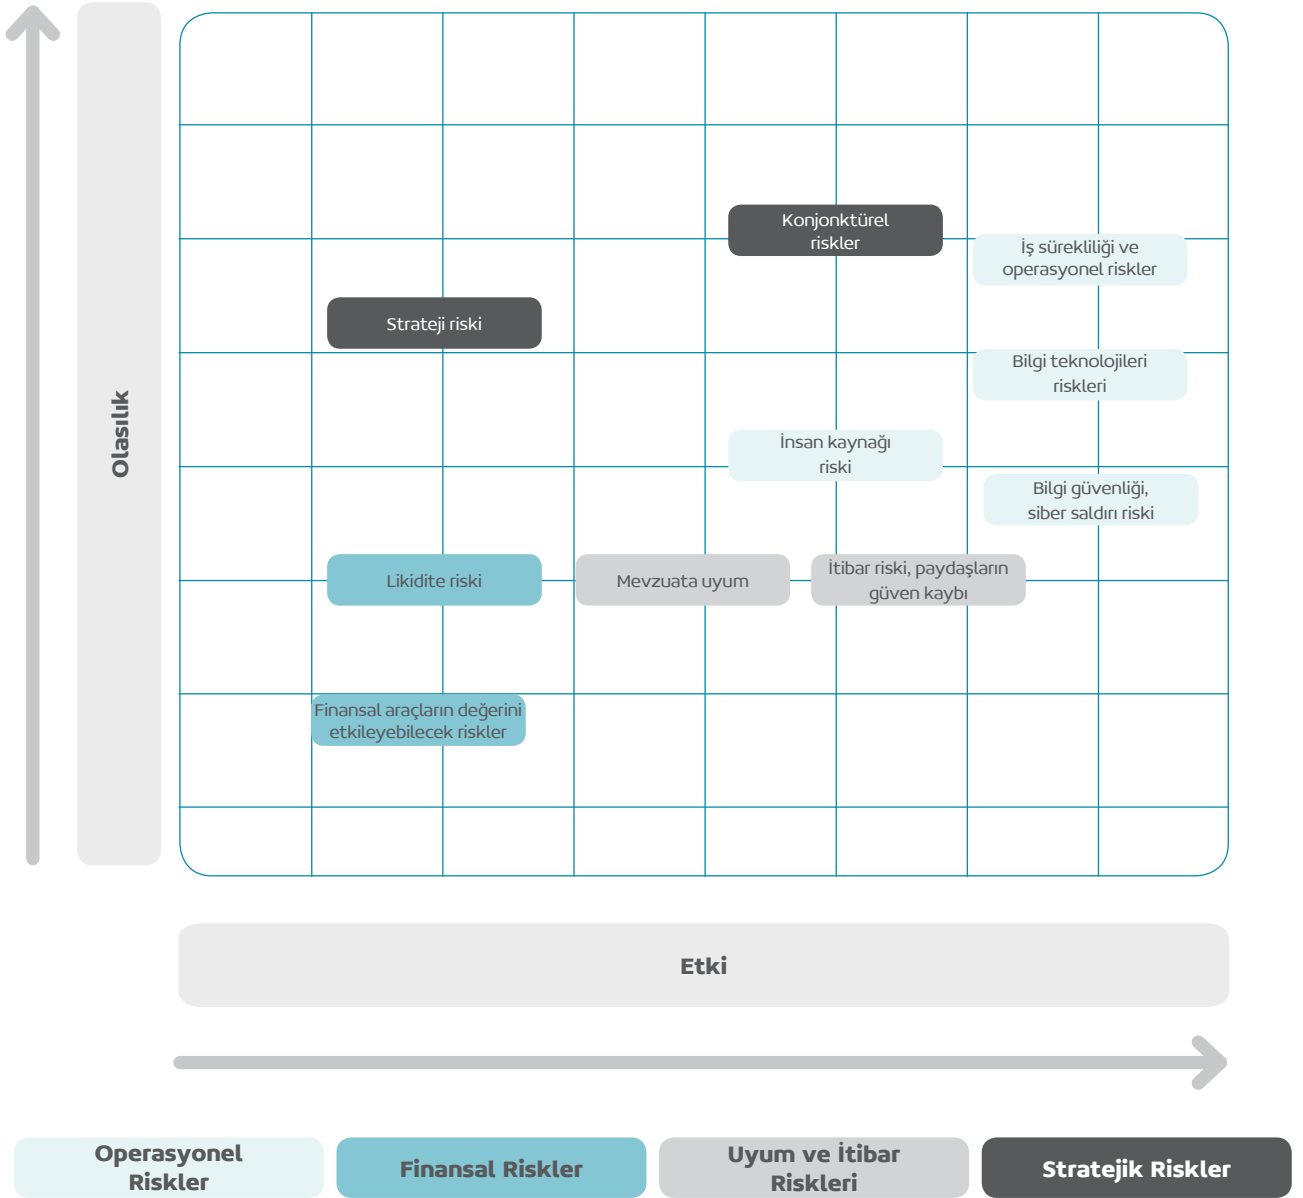 Olasılık
Konjonktürel
riskler
İş sürekliliği ve
operasyonel riskler
Strateji riski
Bilgi teknolojileri
riskleri
İnsan kaynağı
riski
Bilgi güvenliği,
siber saldırı riski
Likidite riski
Mevzuata uyum
İtibar riski, paydaşların
güven kaybı
Finansal araçların değerini
etkileyebilecek riskler
Etki
Operasyonel
Riskler
Finansal Riskler
Uyum ve İtibar
Riskleri
Stratejik Riskler